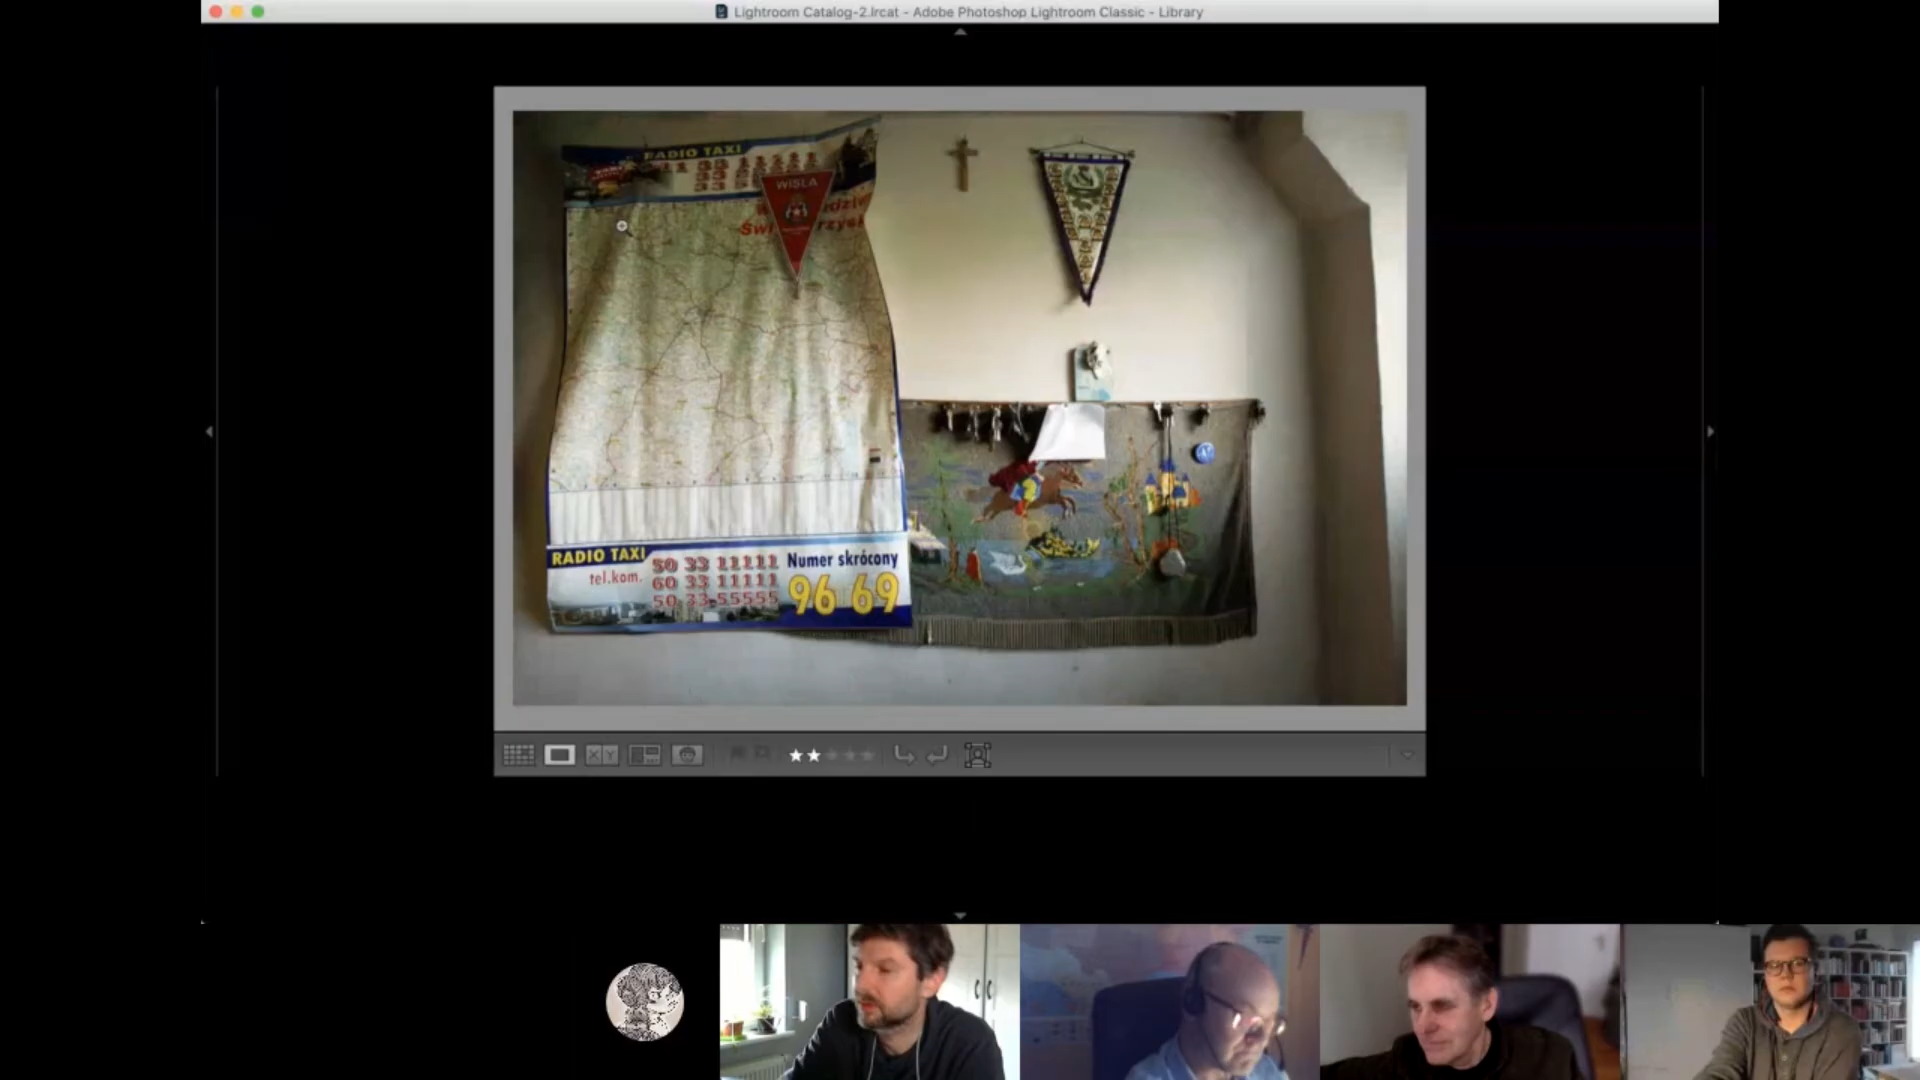 Lightroom Catalog-2.lrcat - Adobe Photoshop Lightroom Classic - Library
RADIO TAXI
WISŁA
RADIO TAXI
tel.kom.
50 33 11111
60 33 11111
50 33 55555
Numer skrócony
96 69
X Y